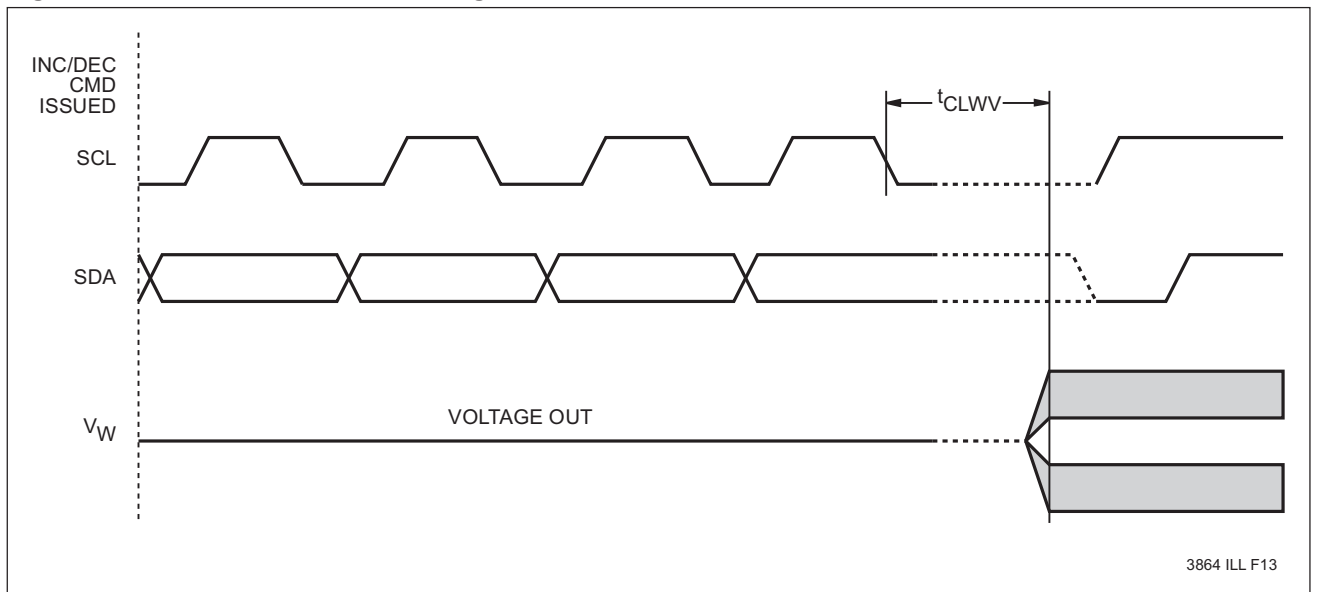 INC/DEC
CMD
ISSUED
tCLWV
SCL
SDA
VOLTAGE OUT
VW
3864 ILL F13